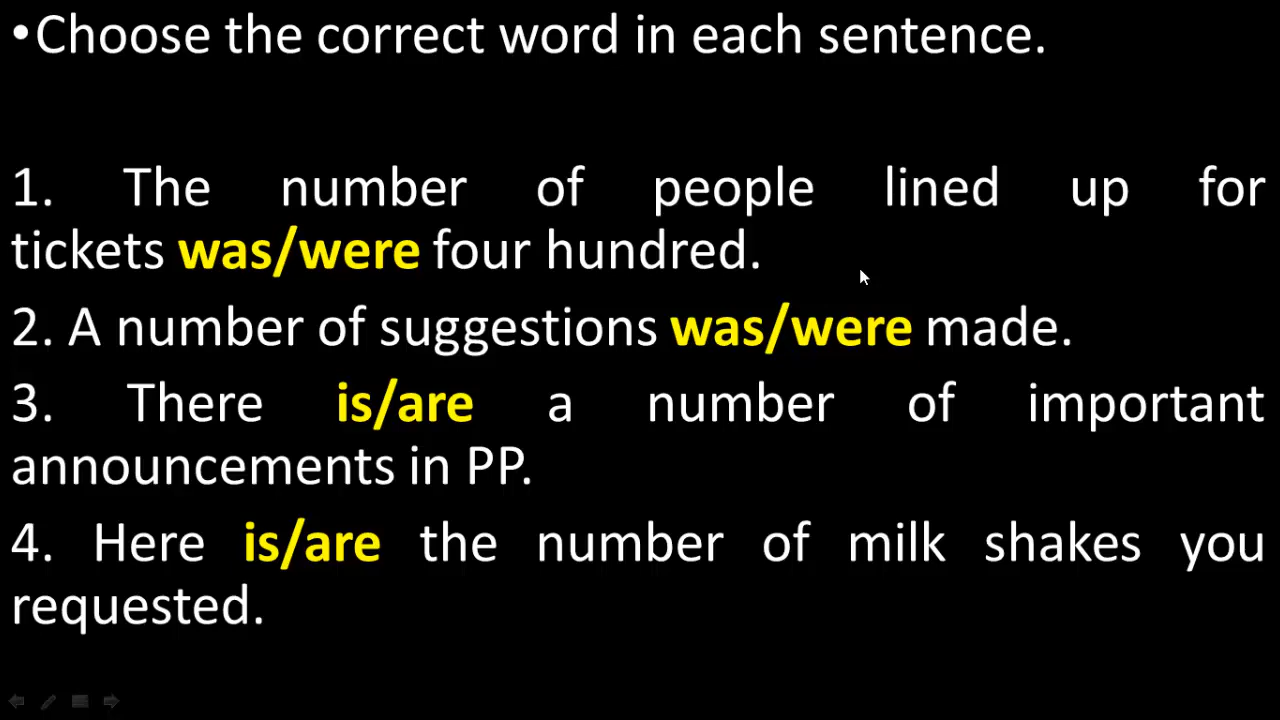 •Choose the correct word in each sentence.
1. The number of people lined up for
tickets was/were four hundred.
2. A number of suggestions was/were made.
3. There is/are a number of important
announcements in PP.
4. Here is/are the number of milk shakes you
requested.